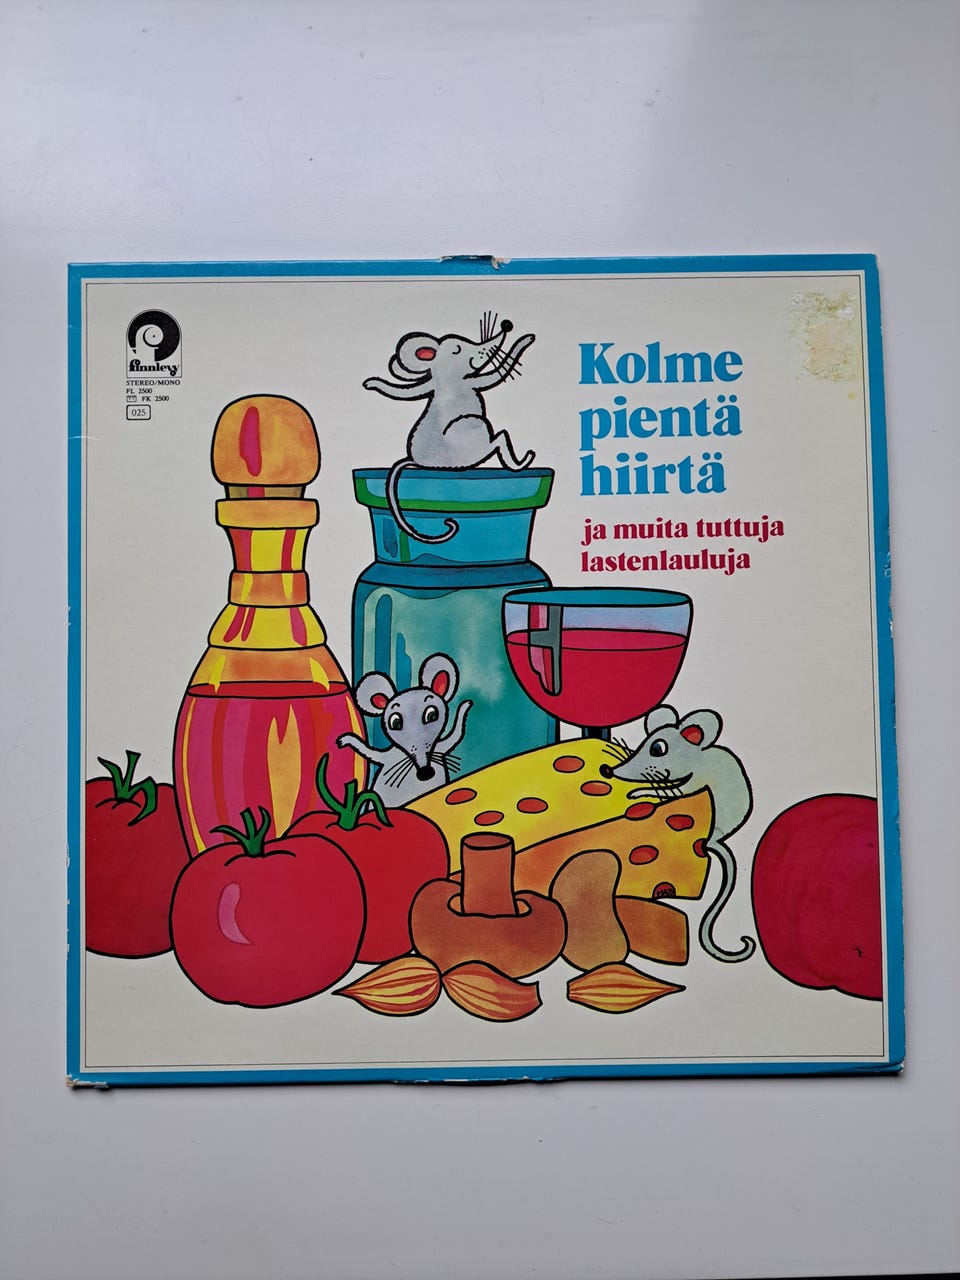 finnlevy
STEREO/MONO
FL 2500
FK 2500
025
Kolme
pientä
hiirtä
ja muita tuttuja
lastenlauluja